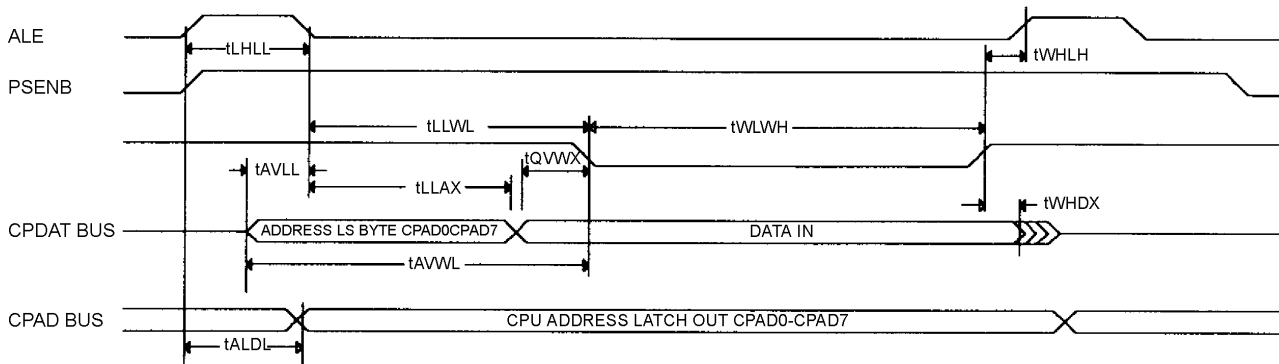 ALE
tLHLL
tWHLH
PSENB
tLLWL
tWLWH
tAVLL
tQVWX
tLLAX
tWHDX
CPDAT BUS
ADDRESS LS BYTE CPAD0CPAD7
DATA IN
tAVWL
CPAD BUS
CPU ADDRESS LATCH OUT CPAD0-CPAD7
tALDL